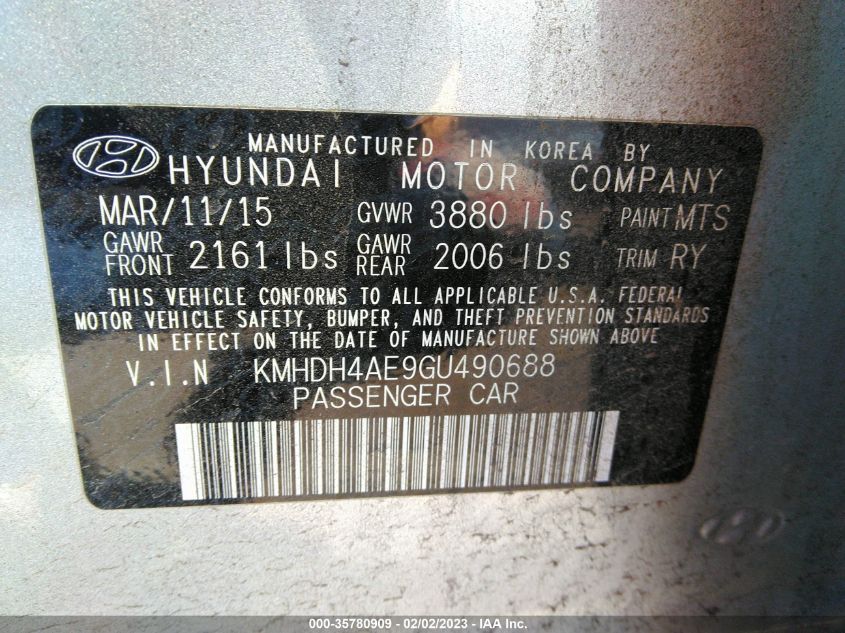 MANUFACTURED IN KOREA BY
HYUNDAI MOTOR COMPANY
MAR/11/15 GVWR 3880 lbs PAINT MTS
GAWR FRONT 2161 lbs GAWR REAR 2006 lbs TRIM RY
THIS VEHICLE CONFORMS TO ALL APPLICABLE U.S.A. FEDERAL
MOTOR VEHICLE SAFETY, BUMPER, AND THEFT PREVENTION STANDARDS
IN EFFECT ON THE DATE OF MANUFACTURE SHOWN ABOVE
V.I.N KMHDH4AE9GU490688
PASSENGER CAR
000-35780909 - 02/02/2023 - IAA Inc.